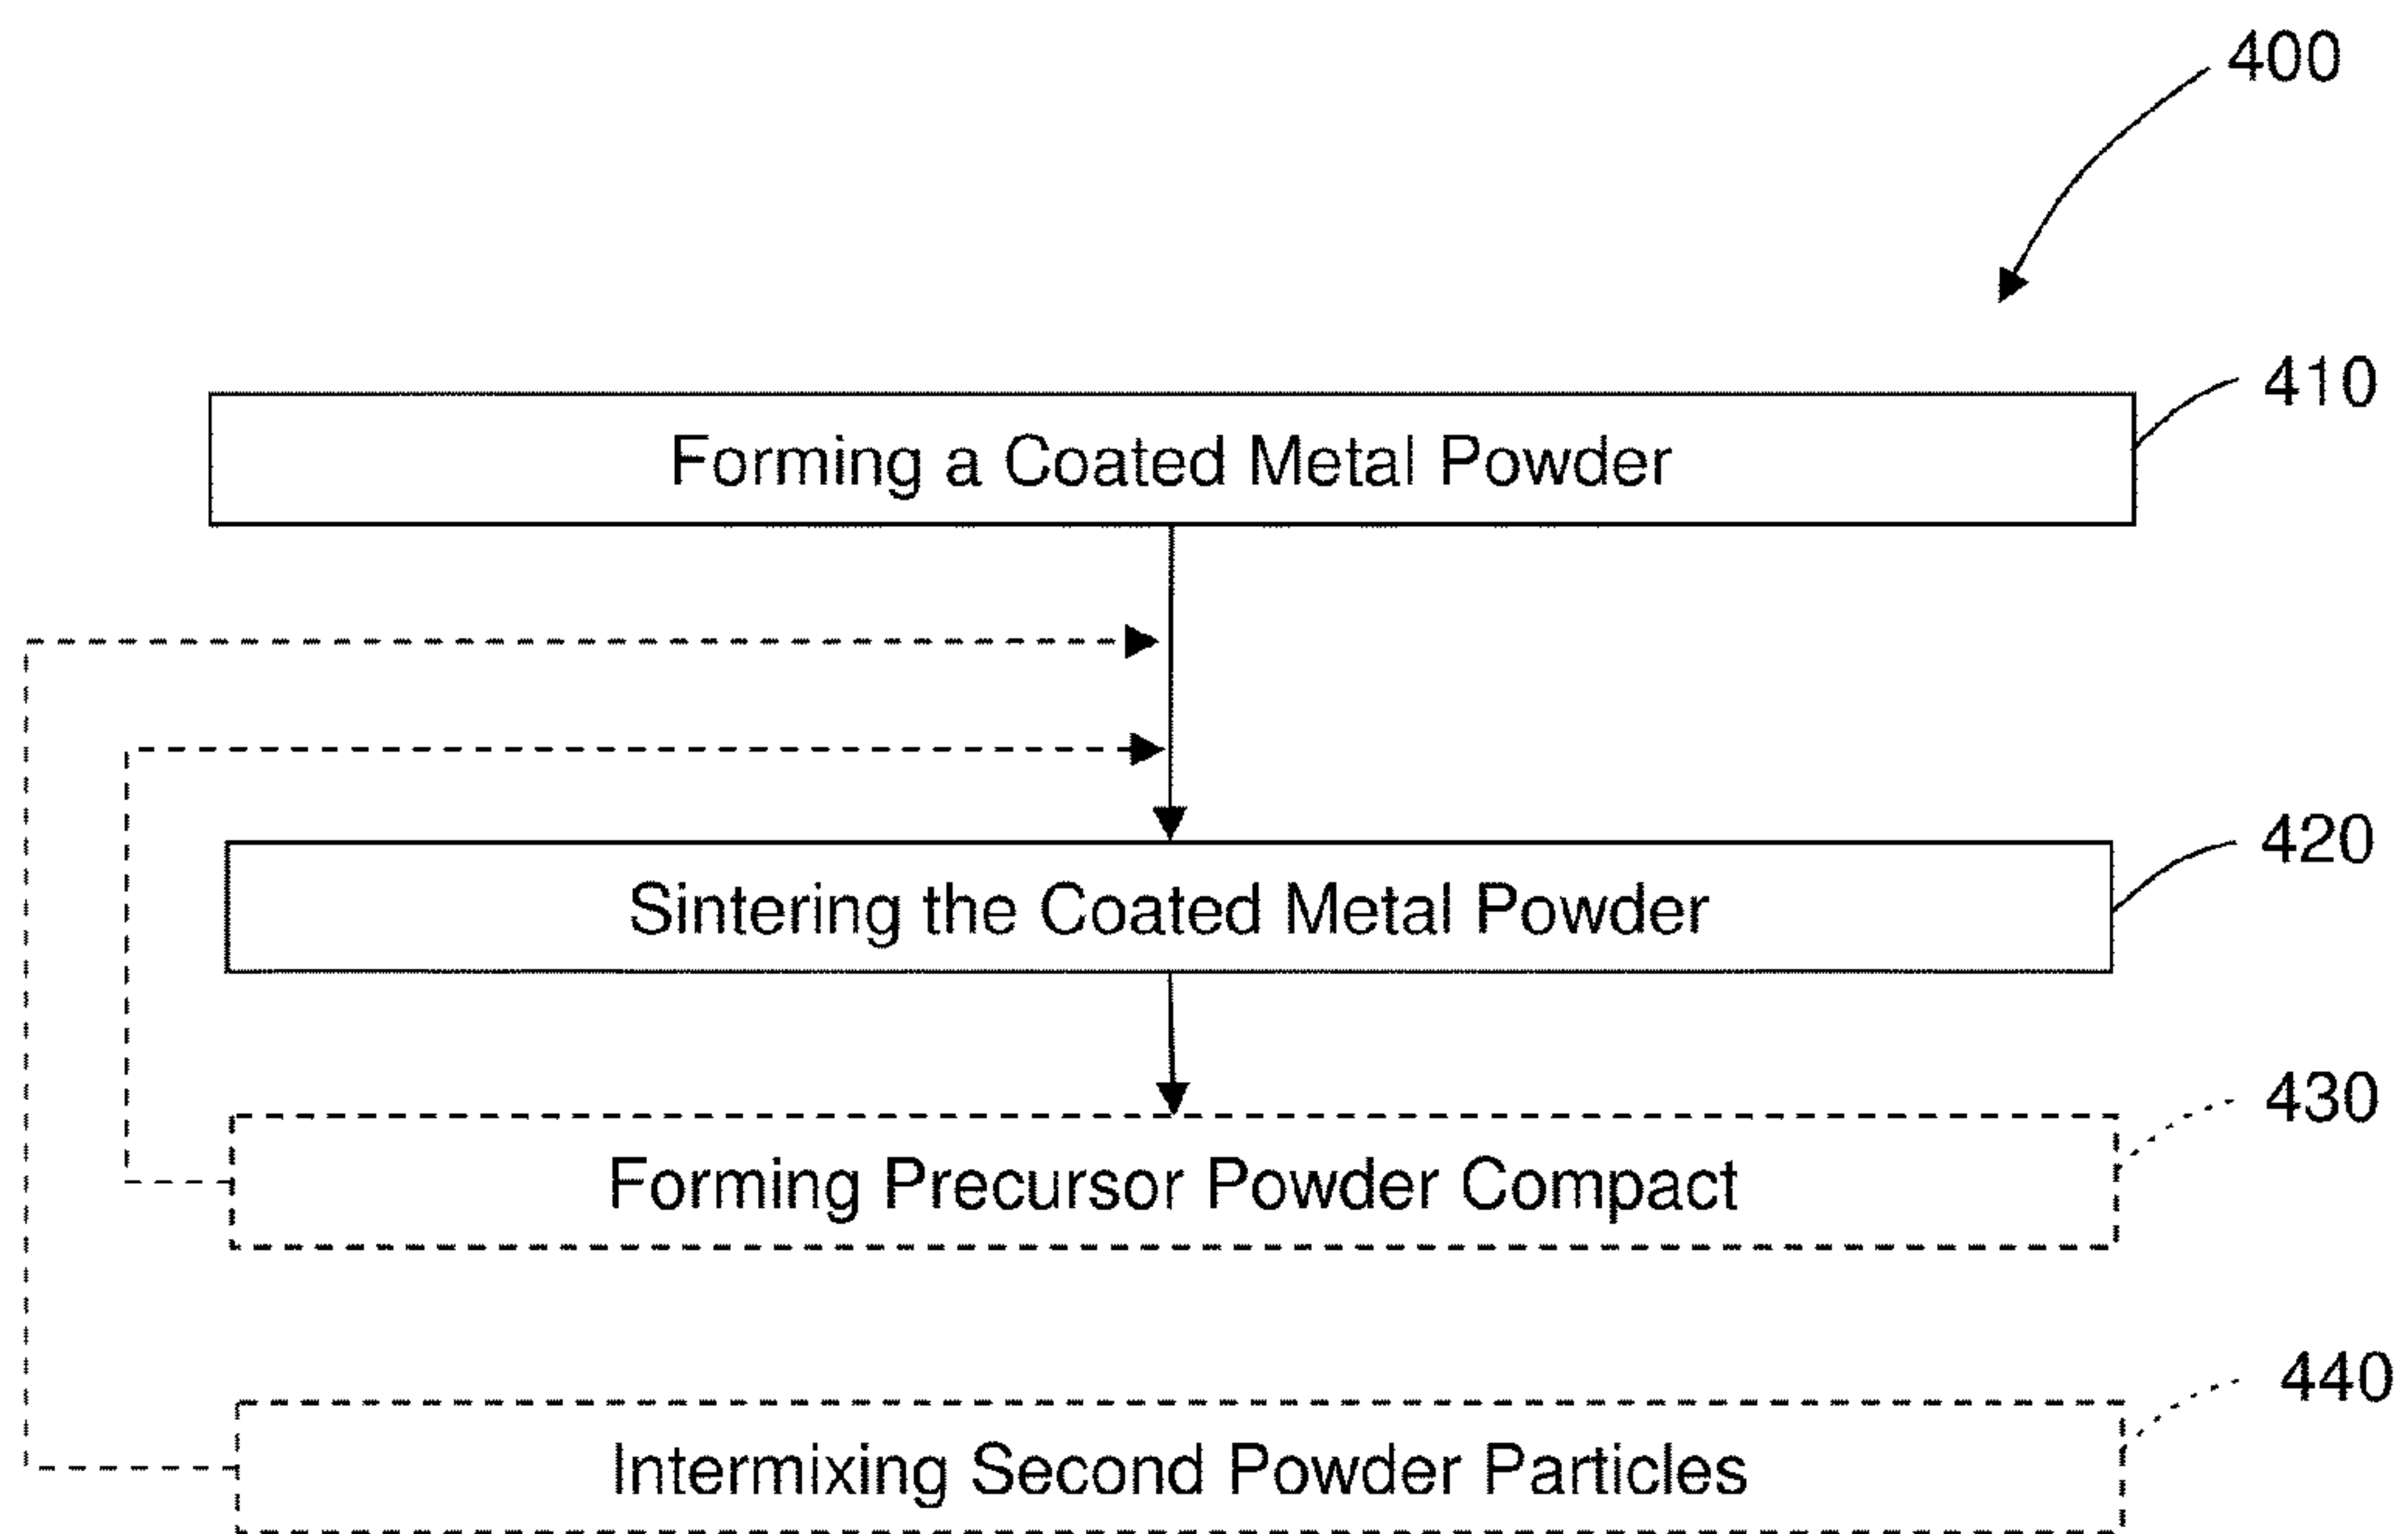 400
410
Forming a Coated Metal Powder
420
Sintering the Coated Metal Powder
430
Forming Precursor Powder Compact
440
Intermixing Second Powder Particles